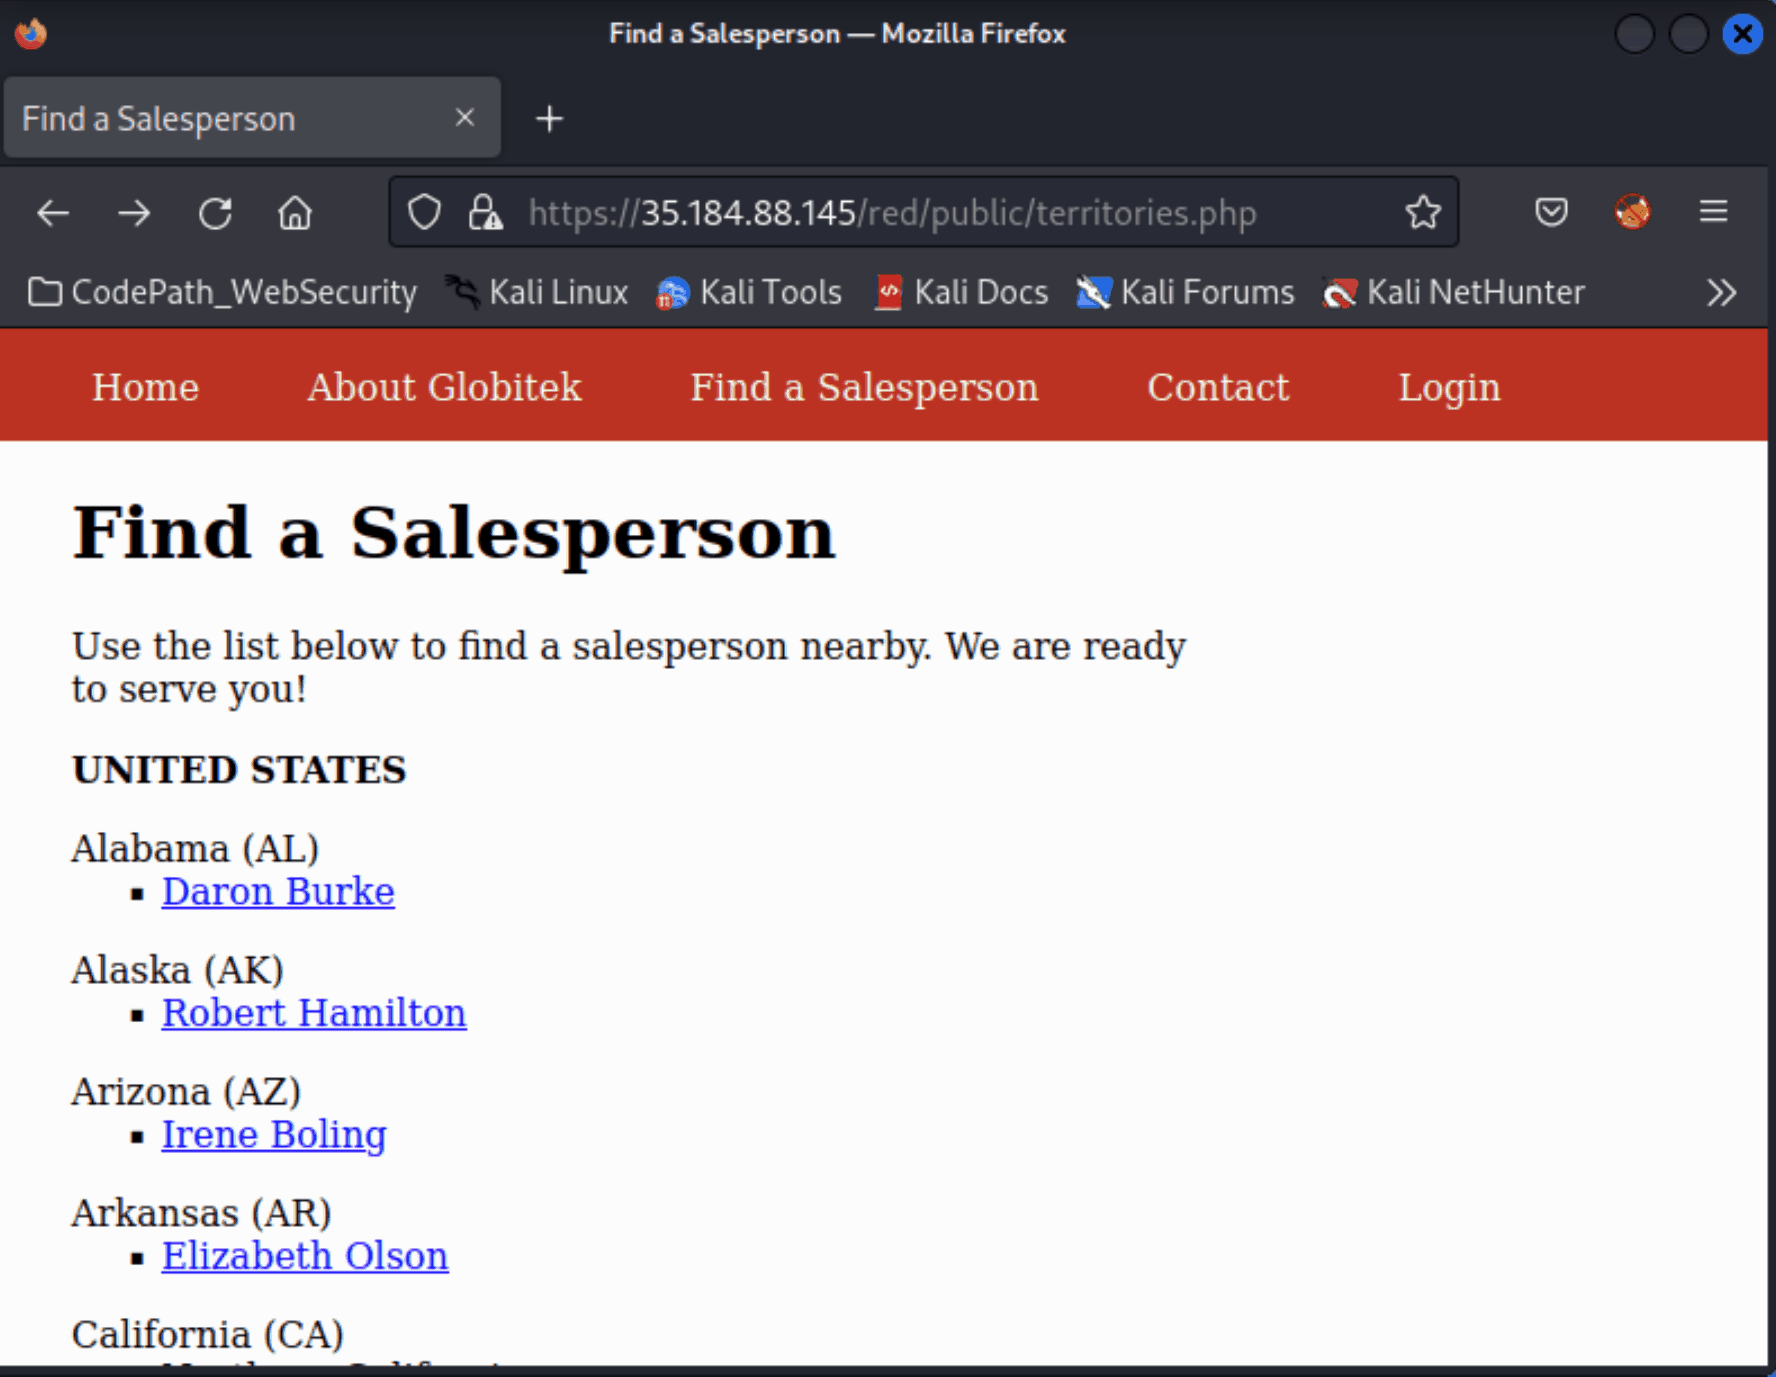 Find a Salesperson — Mozilla Firefox
Find a Salesperson
https://35.184.88.145/red/public/territories.php
CodePath_WebSecurity Kali Linux Kali Tools Kali Docs Kali Forums Kali NetHunter
Home About Globitek Find a Salesperson Contact Login
Find a Salesperson
Use the list below to find a salesperson nearby. We are ready
to serve you!
UNITED STATES
Alabama (AL)
Daron Burke
Alaska (AK)
Robert Hamilton
Arizona (AZ)
Irene Boling
Arkansas (AR)
Elizabeth Olson
California (CA)